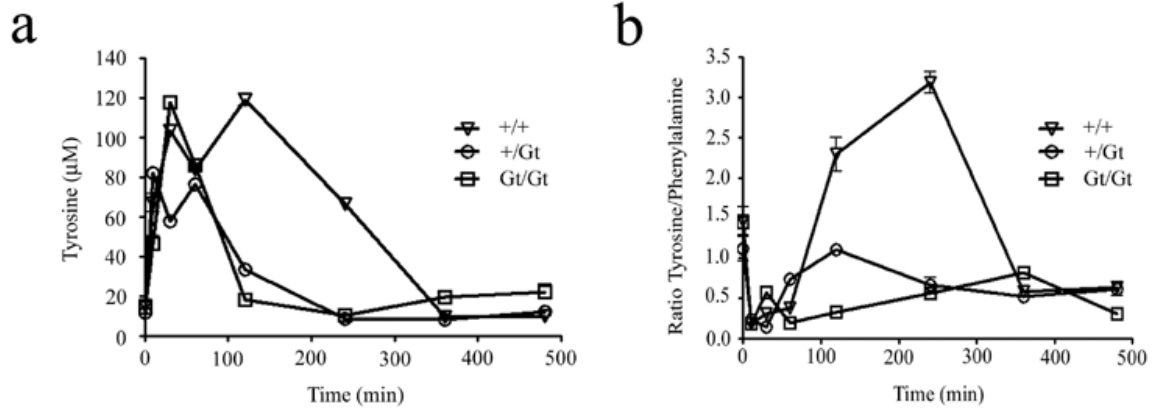 a
Tyrosine (µM)
140
120
100
80
60
40
20
0
0 100 200 300 400 500
Time (min)
+/+
+/Gt
Gt/Gt
b
Ratio Tyrosine/Phenylalanine
3.5
3.0
2.5
2.0
1.5
1.0
0.5
0.0
0 100 200 300 400 500
Time (min)
+/+
+/Gt
Gt/Gt